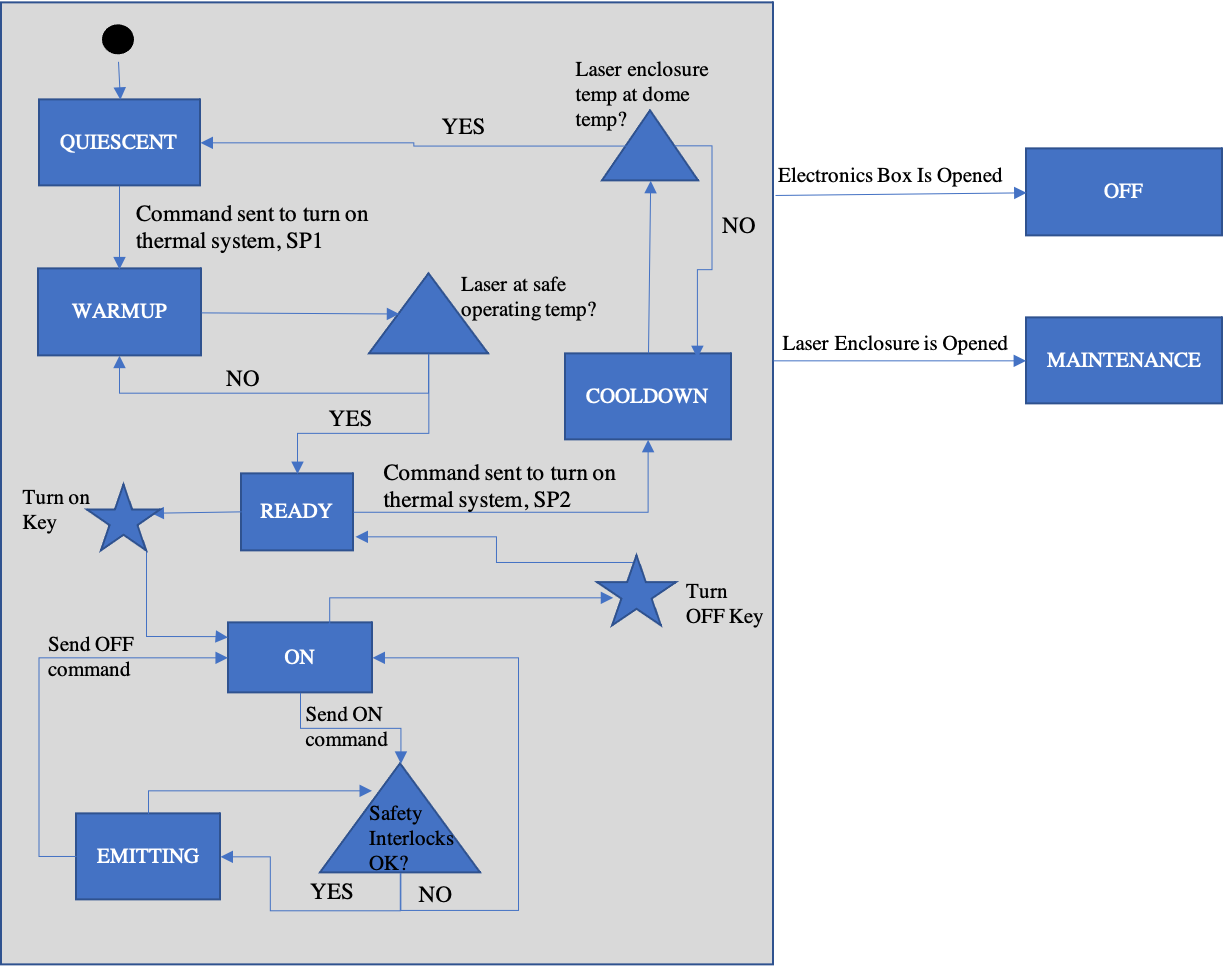 Laser enclosure
temp at dome
temp?
YES
QUIESCENT
Electronics Box Is Opened
OFF
NO
Command sent to turn on
thermal system, SP1
Laser at safe
operating temp?
WARMUP
Laser Enclosure is Opened
MAINTENANCE
NO
COOLDOWN
YES
Command sent to turn on
thermal system, SP2
Turn on
Key
READY
Turn
OFF Key
Send OFF
command
ON
Send ON
command
Safety
Interlocks
OK?
EMITTING
YES
NO